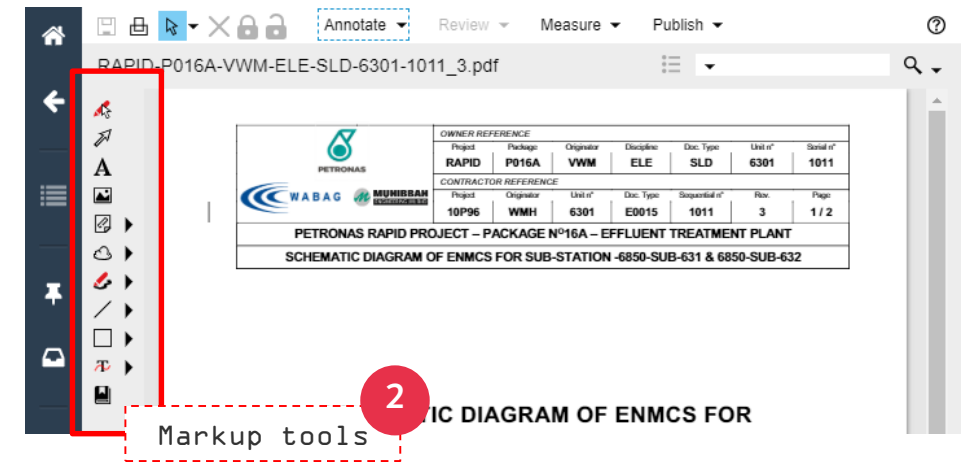 Annotate Review Measure Publish
RAPID-P016A-VWM-ELE-SLD-6301-1011_3.pdf
A
PETRONAS
WABAG MUHIBBAH
OWNER REFERENCE
Project Package Originator Discipline Doc. Type Unit n° Serial n°
RAPID P016A VWM ELE SLD 6301 1011
CONTRACTOR REFERENCE
Project Originator Unit n° Doc. Type Sequential n° Rev. Page
10P96 WMH 6301 E0015 1011 3 1 / 2
PETRONAS RAPID PROJECT – PACKAGE Nº16A – EFFLUENT TREATMENT PLANT
SCHEMATIC DIAGRAM OF ENMCS FOR SUB-STATION -6850-SUB-631 & 6850-SUB-632
2
IC DIAGRAM OF ENMCS FOR
Markup tools